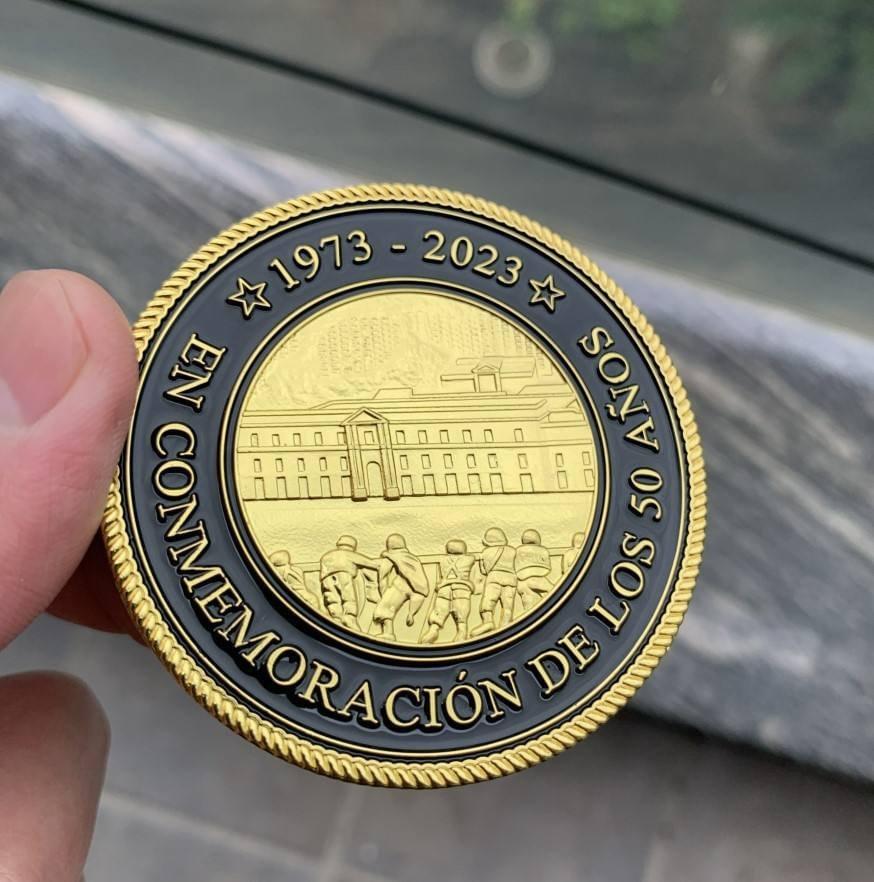 1973 - 2023
EN CONMEMORACIÓN DE LOS 50 AÑOS